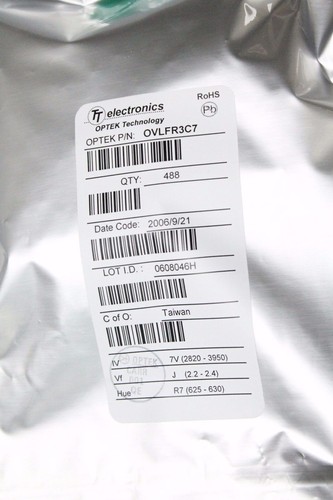 TT electronics
RoHS
OPTEK Technology
Pb
OPTEK P/N: OVLFR3C7
QTY: 488
Date Code: 2006/9/21
LOT I.D.: 0608046H
C of O: Taiwan
OPTEK
IV 7V (2820 - 3950)
Vf J (2.2 - 2.4)
Hue R7 (625 - 630)